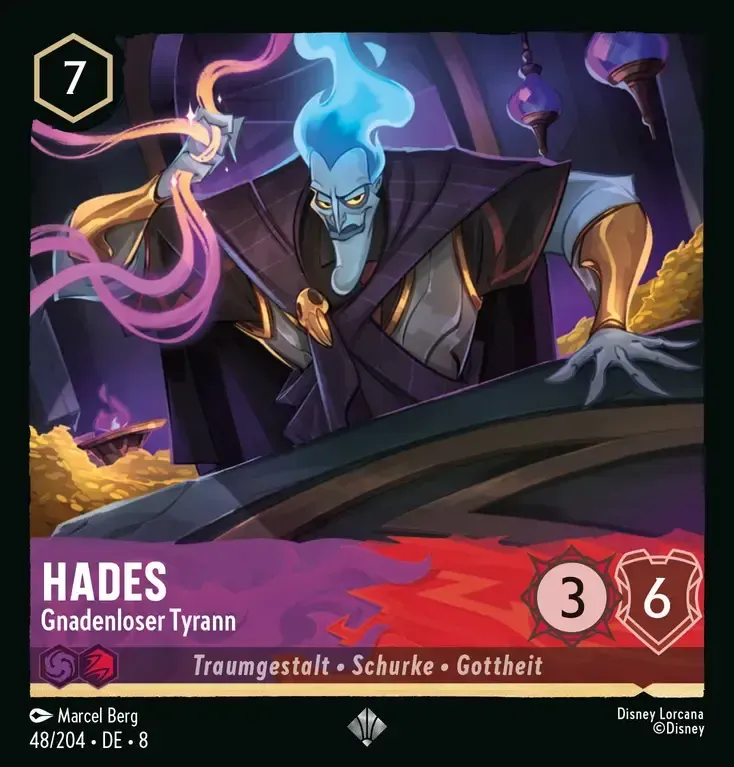 7
HADES
Gnadenloser Tyrann
3
6
Traumgestalt • Schurke • Gottheit
Marcel Berg
48/204 • DE • 8
Disney Lorcana
©Disney